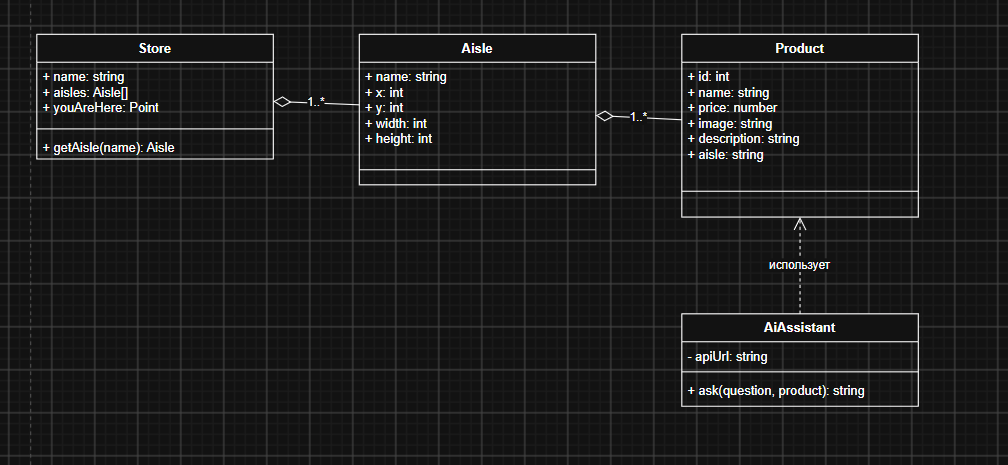 Store
+ name: string
+ aisles: Aisle[]
+ youAreHere: Point
+ getAisle(name): Aisle
1..*
Aisle
+ name: string
+ x: int
+ y: int
+ width: int
+ height: int
1..*
Product
+ id: int
+ name: string
+ price: number
+ image: string
+ description: string
+ aisle: string
использует
AiAssistant
- apiUrl: string
+ ask(question, product): string